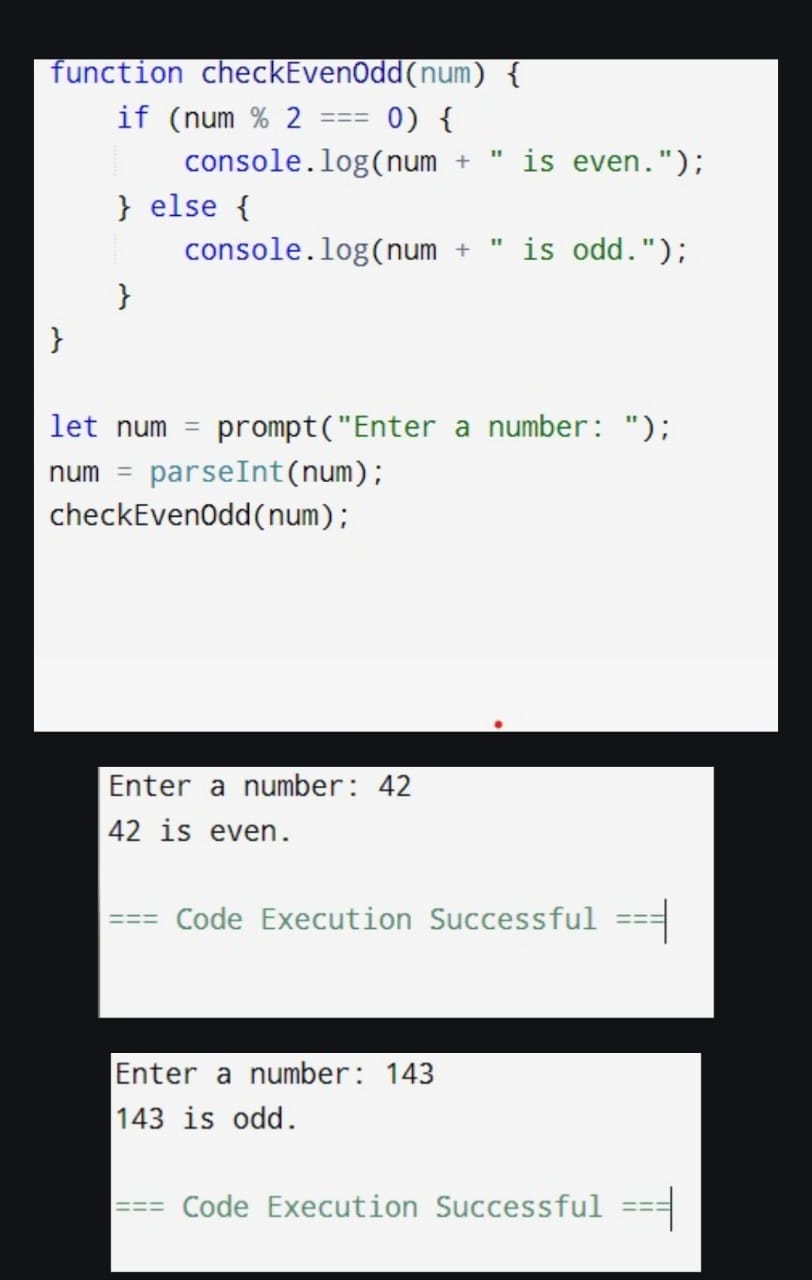 function checkEvenOdd(num) {
    if (num % 2 === 0) {
        console.log(num + " is even.");
    } else {
        console.log(num + " is odd.");
    }
}

let num = prompt("Enter a number: ");
num = parseInt(num);
checkEvenOdd(num);

Enter a number: 42
42 is even.

=== Code Execution Successful ===

Enter a number: 143
143 is odd.

=== Code Execution Successful ===